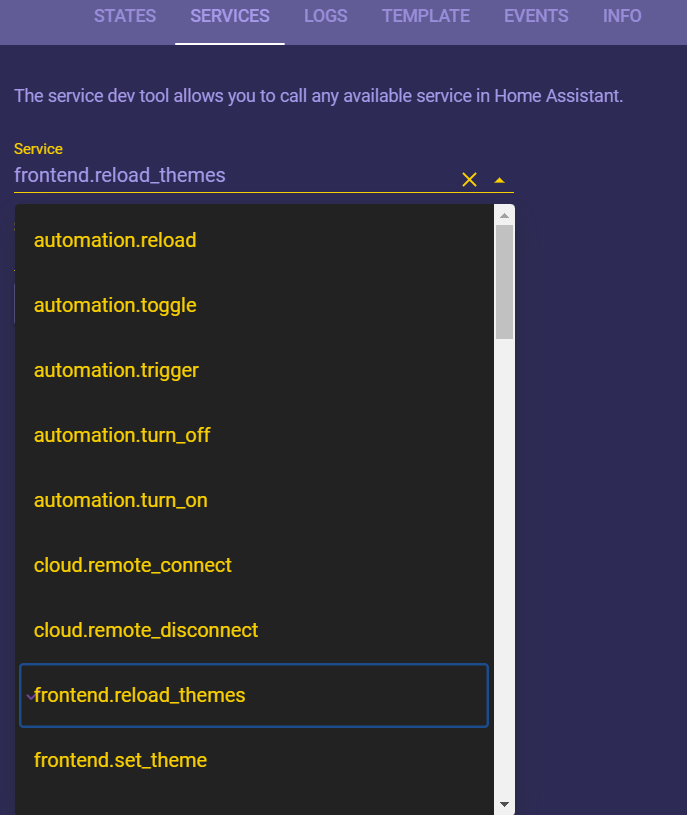 STATES SERVICES LOGS TEMPLATE EVENTS INFO
The service dev tool allows you to call any available service in Home Assistant.
Service
frontend.reload_themes
automation.reload
automation.toggle
automation.trigger
automation.turn_off
automation.turn_on
cloud.remote_connect
cloud.remote_disconnect
frontend.reload_themes
frontend.set_theme